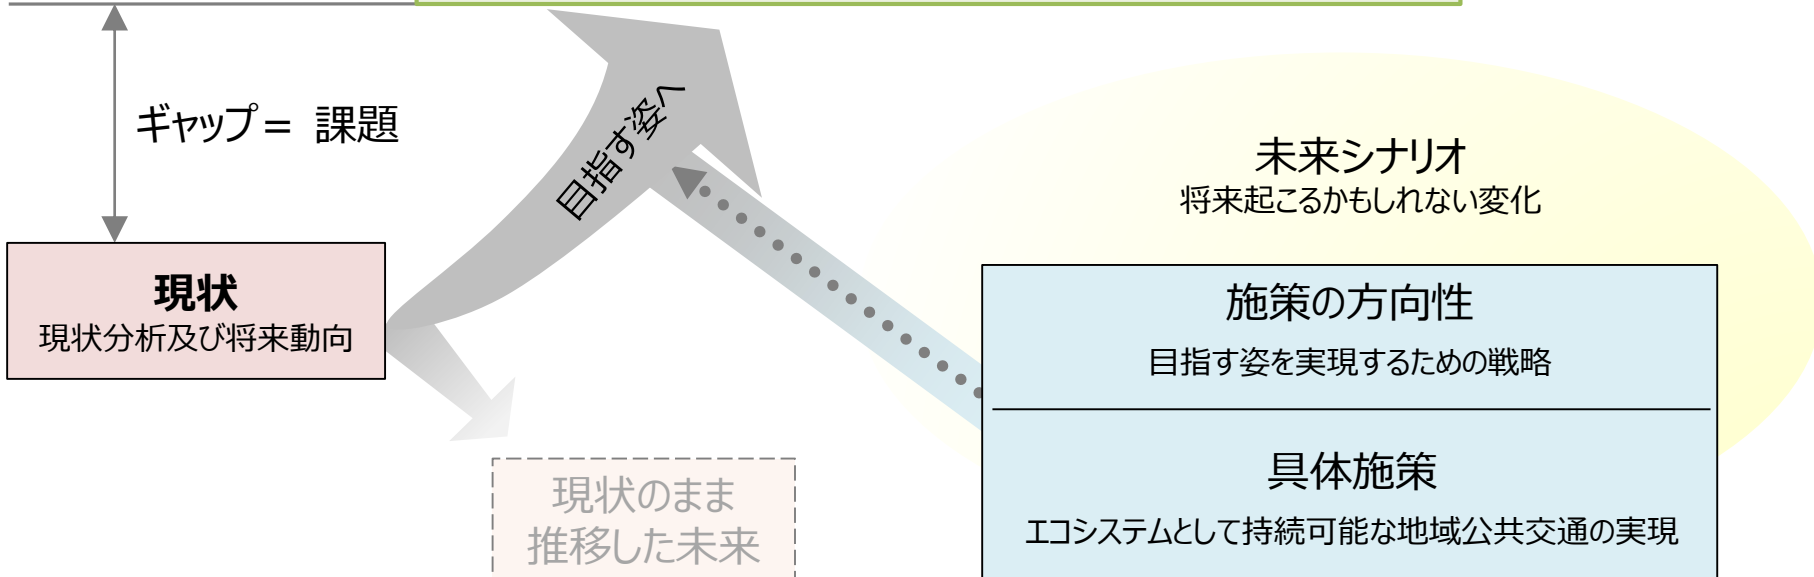 ギャップ＝ 課題
目指す姿へ
未来シナリオ
将来起こるかもしれない変化
現状
現状分析及び将来動向
施策の方向性
目指す姿を実現するための戦略
具体施策
エコシステムとして持続可能な地域公共交通の実現
現状のまま
推移した未来